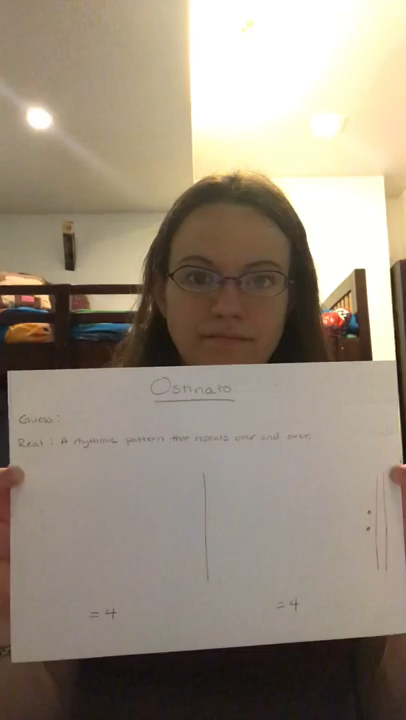 Ostinato
Guess:
Real: A rhythmic pattern that repeats over and over.
= 4
= 4